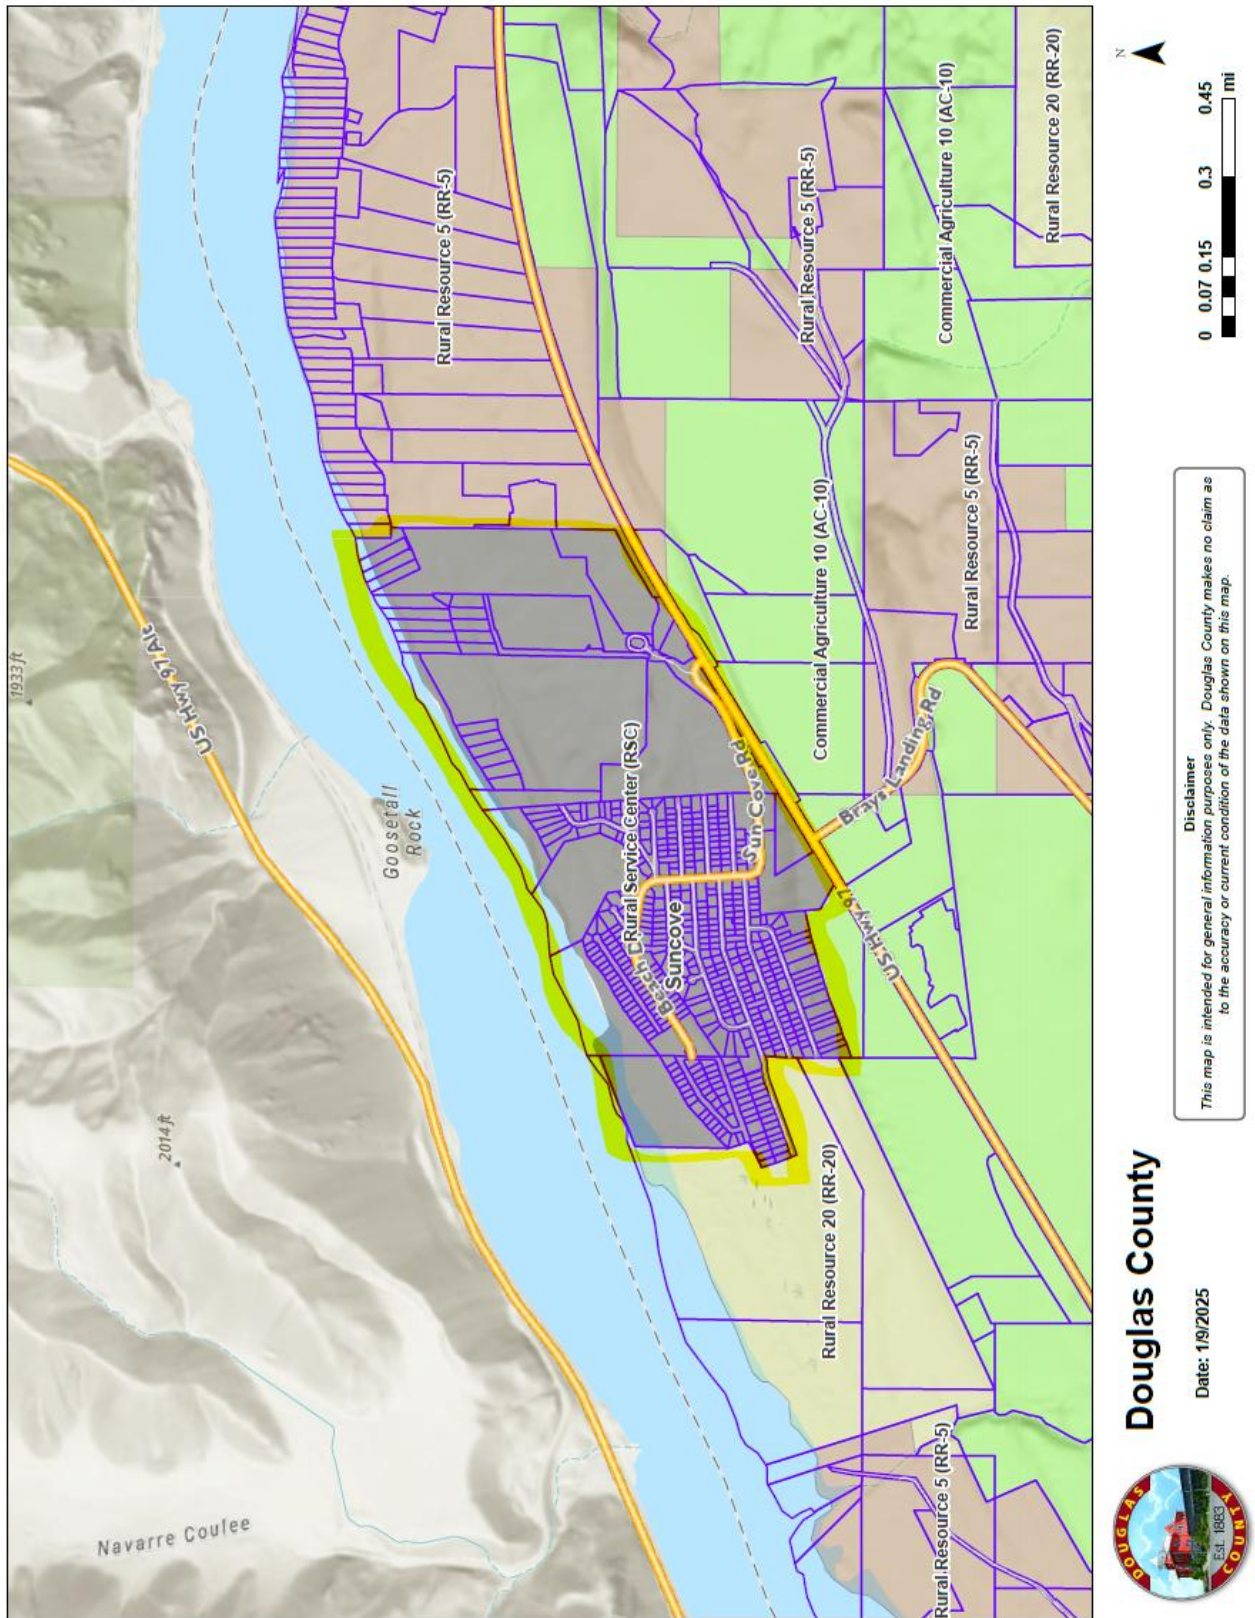 1933 ft
US Hwy 97 Alt
Goosetail
Rock
2014 ft
Navarre Coulee
Rural Resource 5 (RR-5)
Rural Resource 5 (RR-5)
Commercial Agriculture 10 (AC-10)
Rural Resource 20 (RR-20)
Commercial Agriculture 10 (AC-10)
Rural Resource 5 (RR-5)
Rural Service Center (RSC)
Beach D
Suncove
Sun Cove Rd
Brays Landing Rd
US Hwy 97
Rural Resource 20 (RR-20)
Rural Resource 5 (RR-5)
N
0 0.07 0.15 0.3 0.45
mi
Disclaimer
This map is intended for general information purposes only. Douglas County makes no claim as
to the accuracy or current condition of the data shown on this map.
Douglas County
Date: 1/9/2025
DOUGLAS
Est. 1883
COUNTY